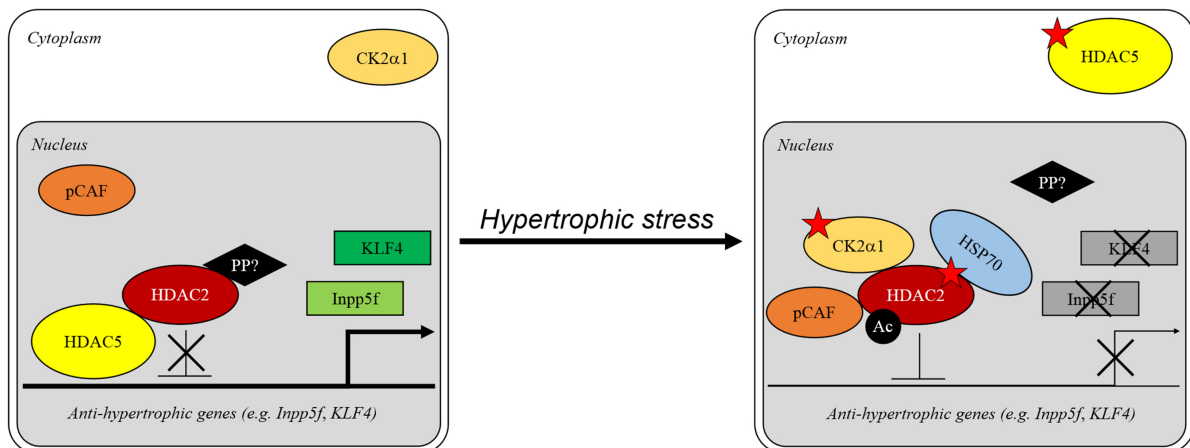 Cytoplasm
CK2α1
Nucleus
pCAF
KLF4
PP?
HDAC2
Inpp5f
HDAC5
Anti-hypertrophic genes (e.g. Inpp5f, KLF4)
Hypertrophic stress
Cytoplasm
HDAC5
Nucleus
PP?
CK2α1
HSP70
KLF4
HDAC2
Inpp5f
pCAF
Ac
Anti-hypertrophic genes (e.g. Inpp5f, KLF4)